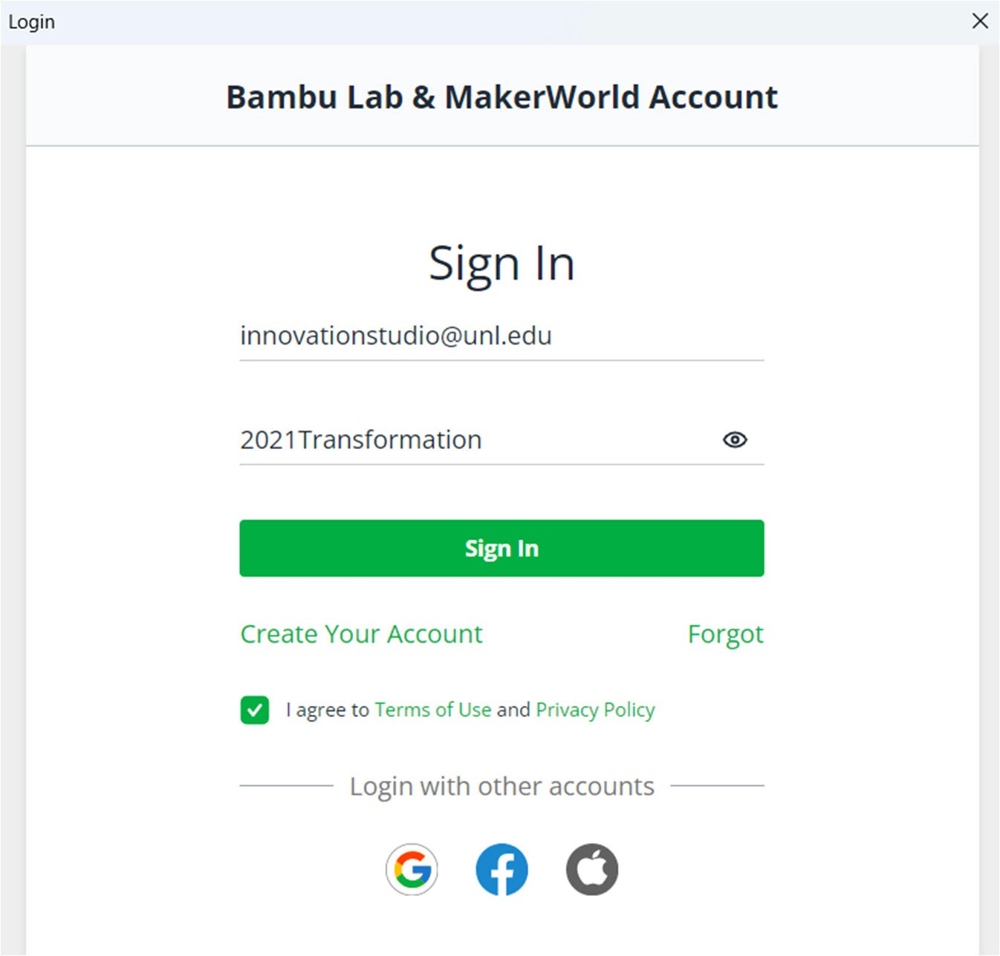 Login
Bambu Lab & MakerWorld Account
Sign In
innovationstudio@unl.edu
2021Transformation
Sign In
Create Your Account Forgot
I agree to Terms of Use and Privacy Policy
Login with other accounts